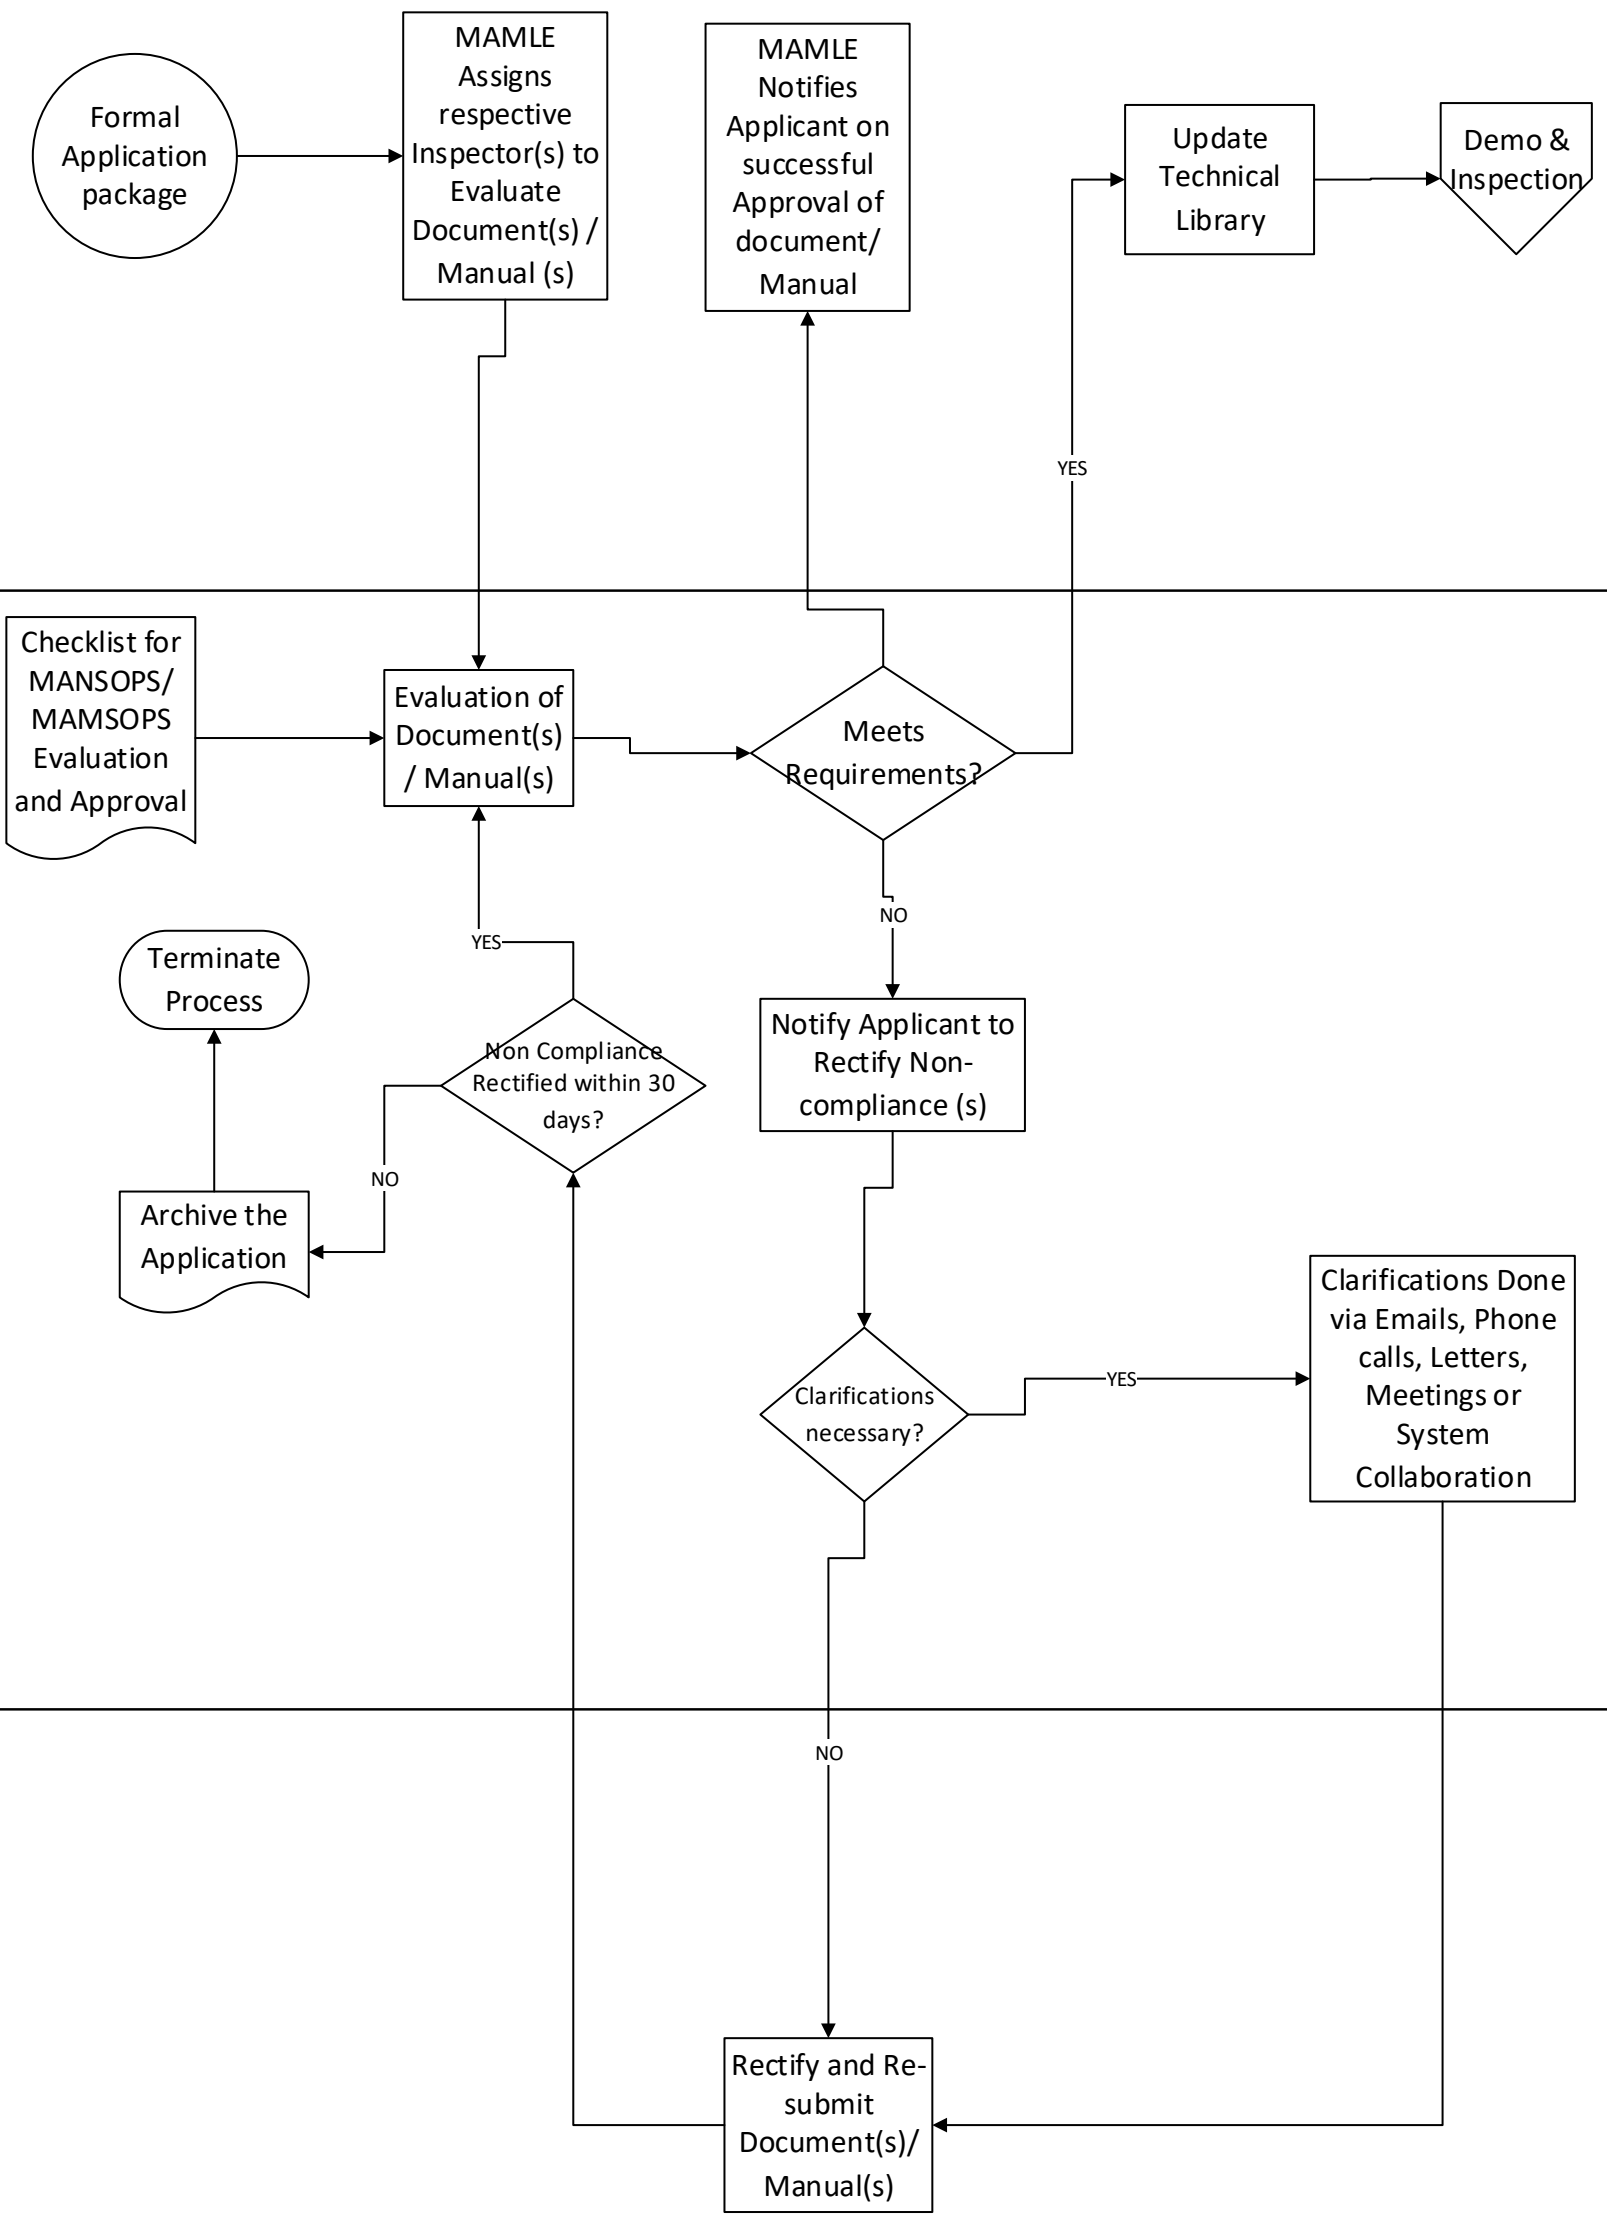 Formal
Application
package
MAMLE
Assigns
respective
Inspector(s) to
Evaluate
Document(s) /
Manual (s)
MAMLE
Notifies
Applicant on
successful
Approval of
document/
Manual
Update
Technical
Library
Demo &
Inspection
YES
Checklist for
MANSOPS/
MAMSOPS
Evaluation
and Approval
Evaluation of
Document(s)
/ Manual(s)
Meets
Requirements?
NO
YES
Terminate
Process
Non Compliance
Rectified within 30
days?
Notify Applicant to
Rectify Non-
compliance (s)
NO
Archive the
Application
Clarifications
necessary?
YES
Clarifications Done
via Emails, Phone
calls, Letters,
Meetings or
System
Collaboration
NO
Rectify and Re-
submit
Document(s)/
Manual(s)